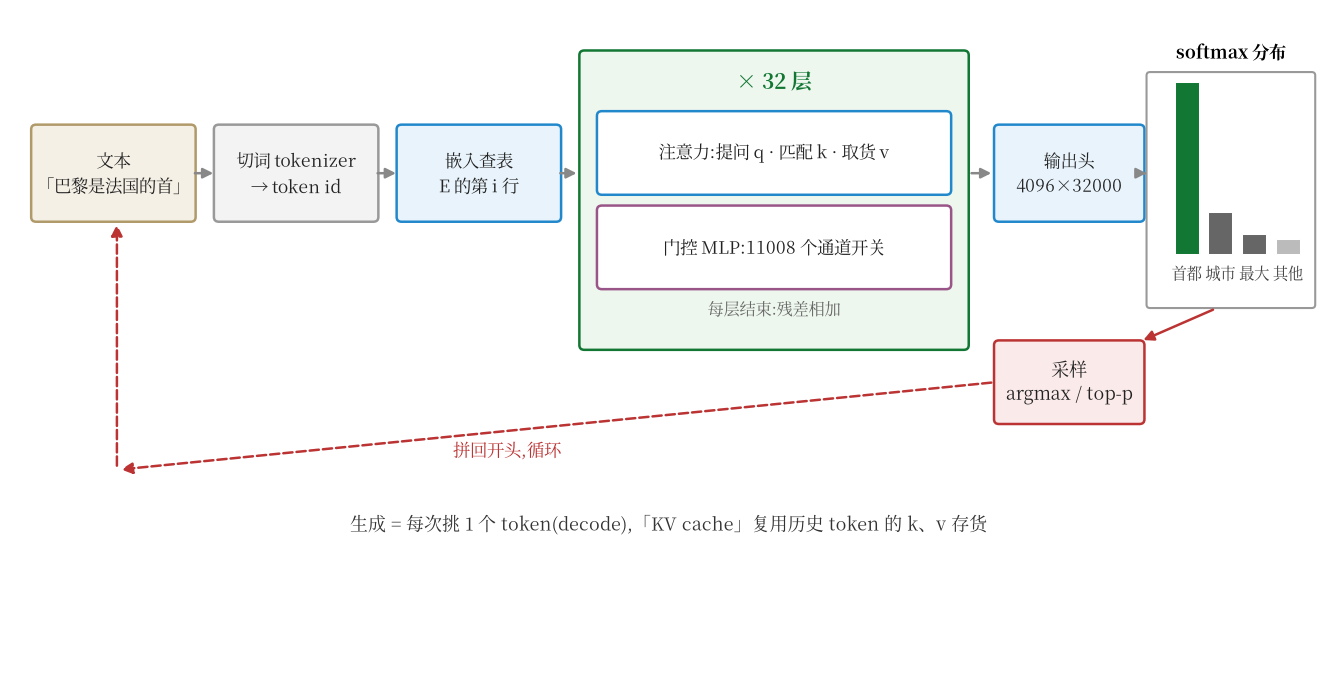 softmax 分布
× 32 层
文本
「巴黎是法国的首」
切词 tokenizer
→ token id
嵌入查表
E 的第 i 行
注意力:提问 q · 匹配 k · 取货 v
门控 MLP:11008 个通道开关
每层结束:残差相加
输出头
4096×32000
首都 城市 最大 其他
采样
argmax / top-p
拼回开头,循环
生成 = 每次挑 1 个 token(decode),「KV cache」复用历史 token 的 k、v 存货